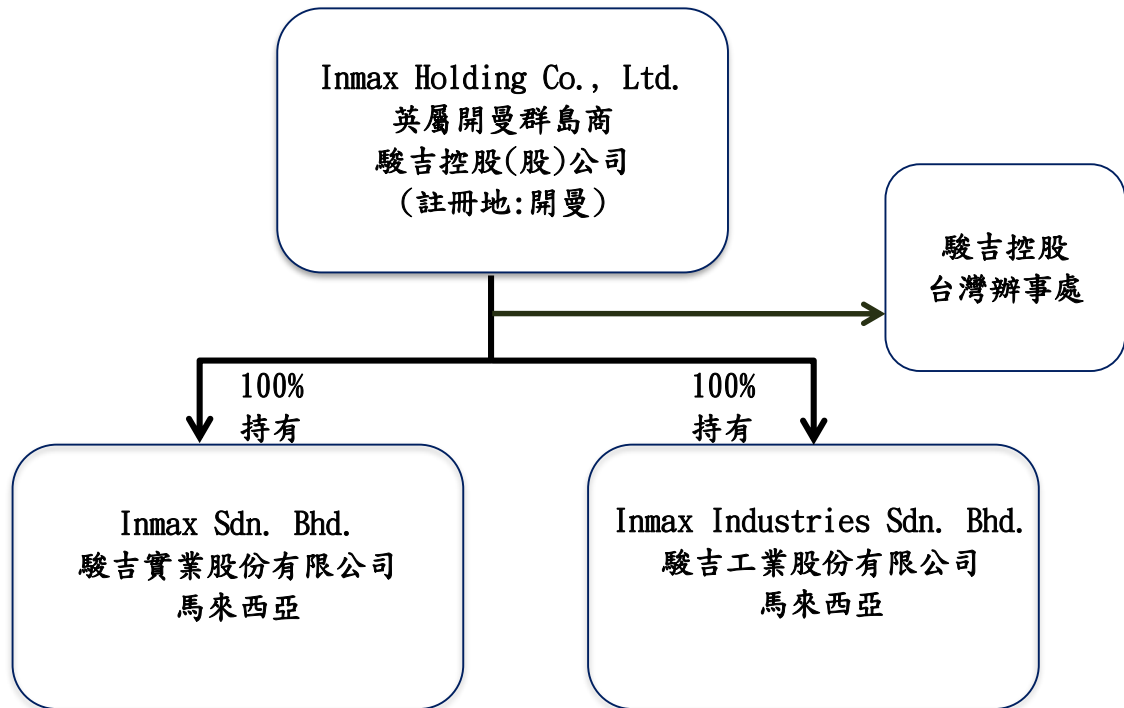 Inmax Holding Co., Ltd.
英屬開曼群島商
駿吉控股(股)公司
(註冊地:開曼)
駿吉控股
台灣辦事處
100%
持有
100%
持有
Inmax Sdn. Bhd.
駿吉實業股份有限公司
馬來西亞
Inmax Industries Sdn. Bhd.
駿吉工業股份有限公司
馬來西亞